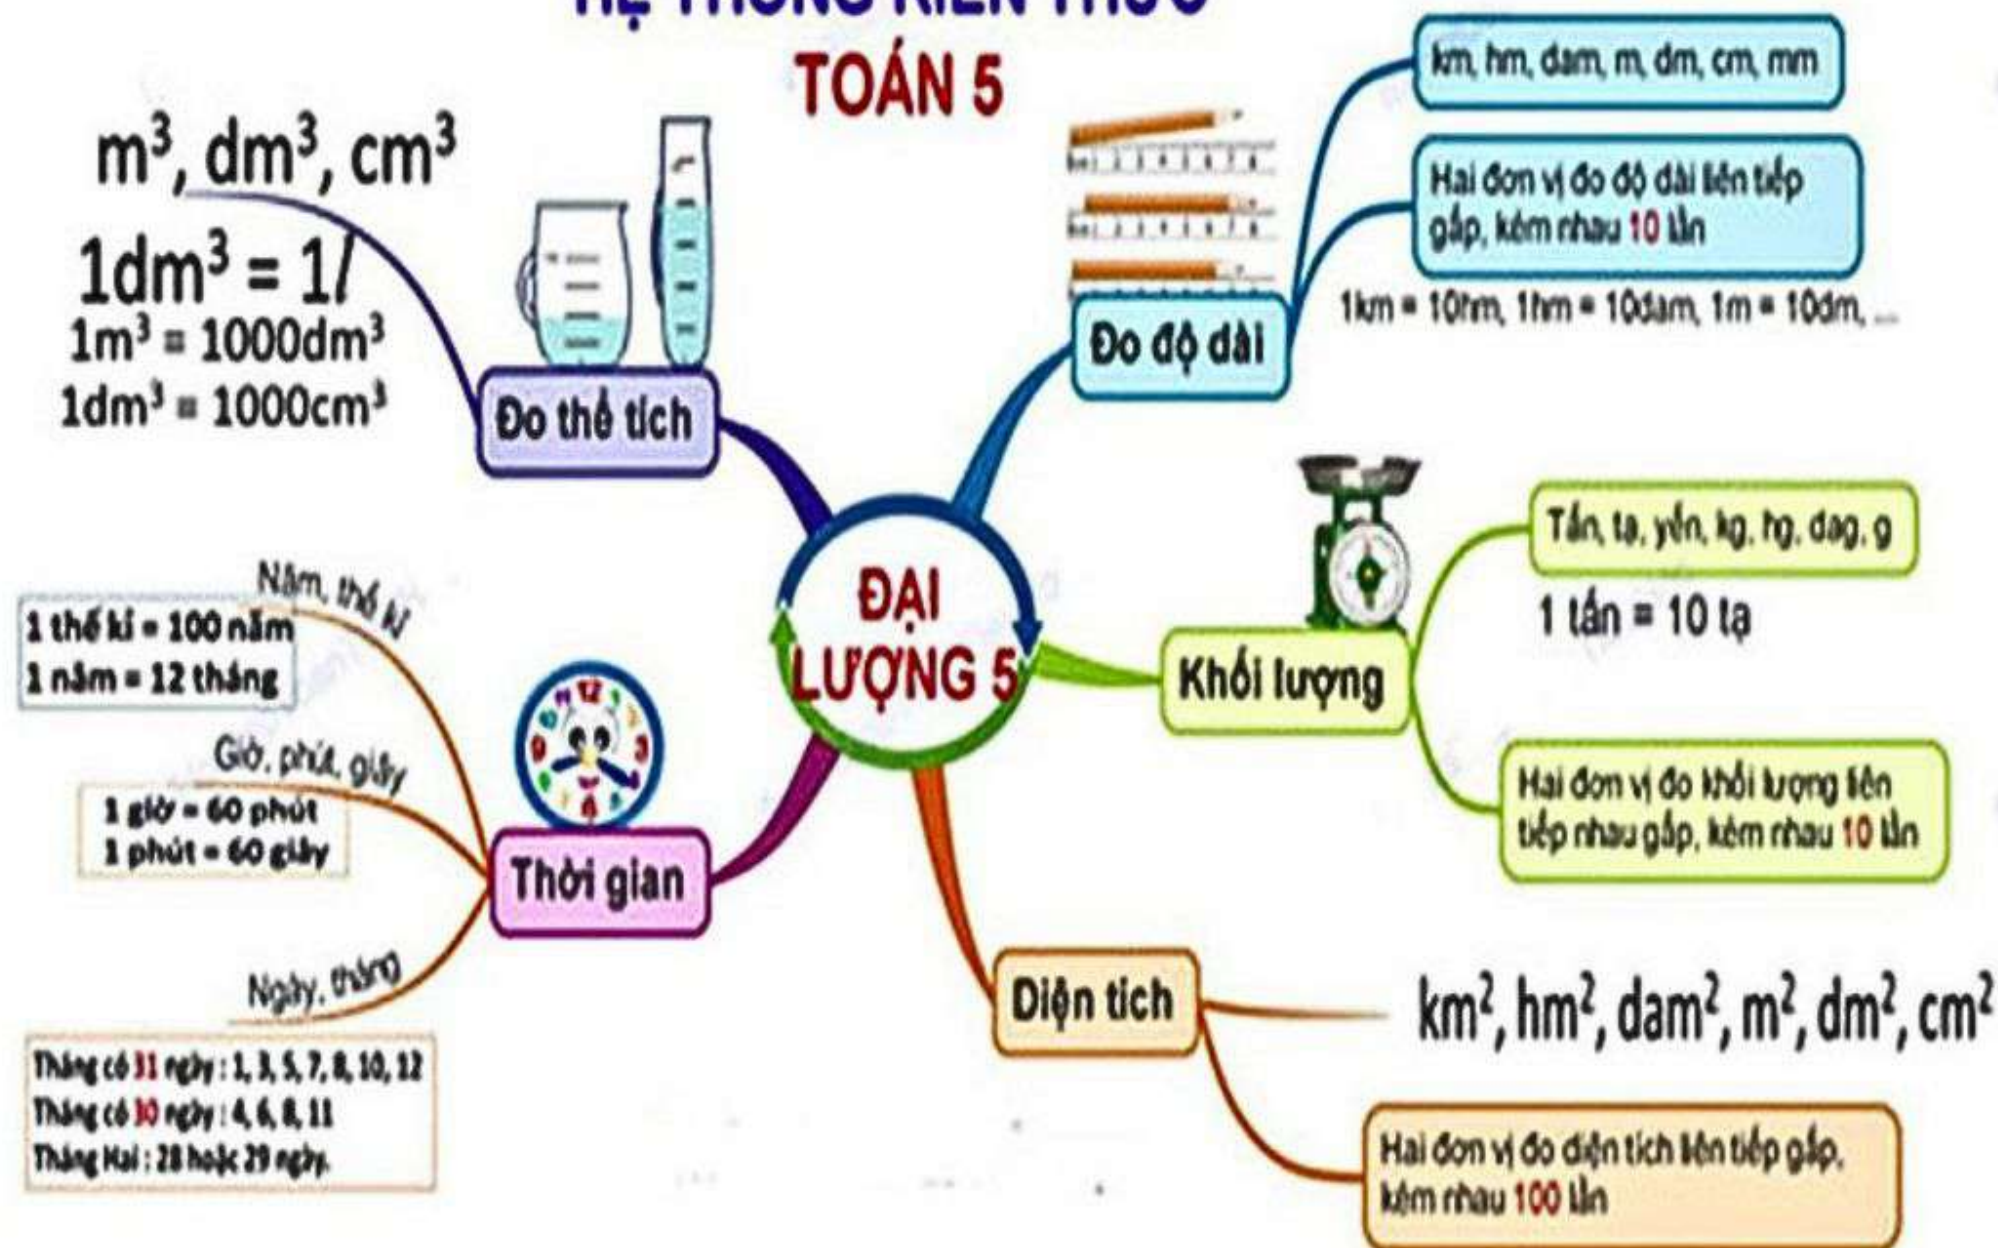 HỆ THỐNG KIẾN THỨC
TOÁN 5
m³, dm³, cm³
1dm³ = 1l
1m³ = 1000dm³
1dm³ = 1000cm³
Đo thể tích
km, hm, dam, m, dm, cm, mm
Hai đơn vị đo độ dài liên tiếp
gấp, kém nhau 10 lần
1km = 10hm, 1hm = 10dam, 1m = 10dm, ...
Đo độ dài
ĐẠI
LƯỢNG 5
Tấn, tạ, yến, kg, hg, dag, g
1 tấn = 10 tạ
Khối lượng
Hai đơn vị đo khối lượng liên
tiếp nhau gấp, kém nhau 10 lần
Năm, thế kỉ
1 thế kỉ = 100 năm
1 năm = 12 tháng
Giờ, phút, giây
1 giờ = 60 phút
1 phút = 60 giây
Thời gian
Ngày, tháng
Tháng có 31 ngày : 1, 3, 5, 7, 8, 10, 12
Tháng có 30 ngày : 4, 6, 8, 11
Tháng Hai : 28 hoặc 29 ngày.
Diện tích
km², hm², dam², m², dm², cm²
Hai đơn vị đo diện tích liên tiếp gấp,
kém nhau 100 lần